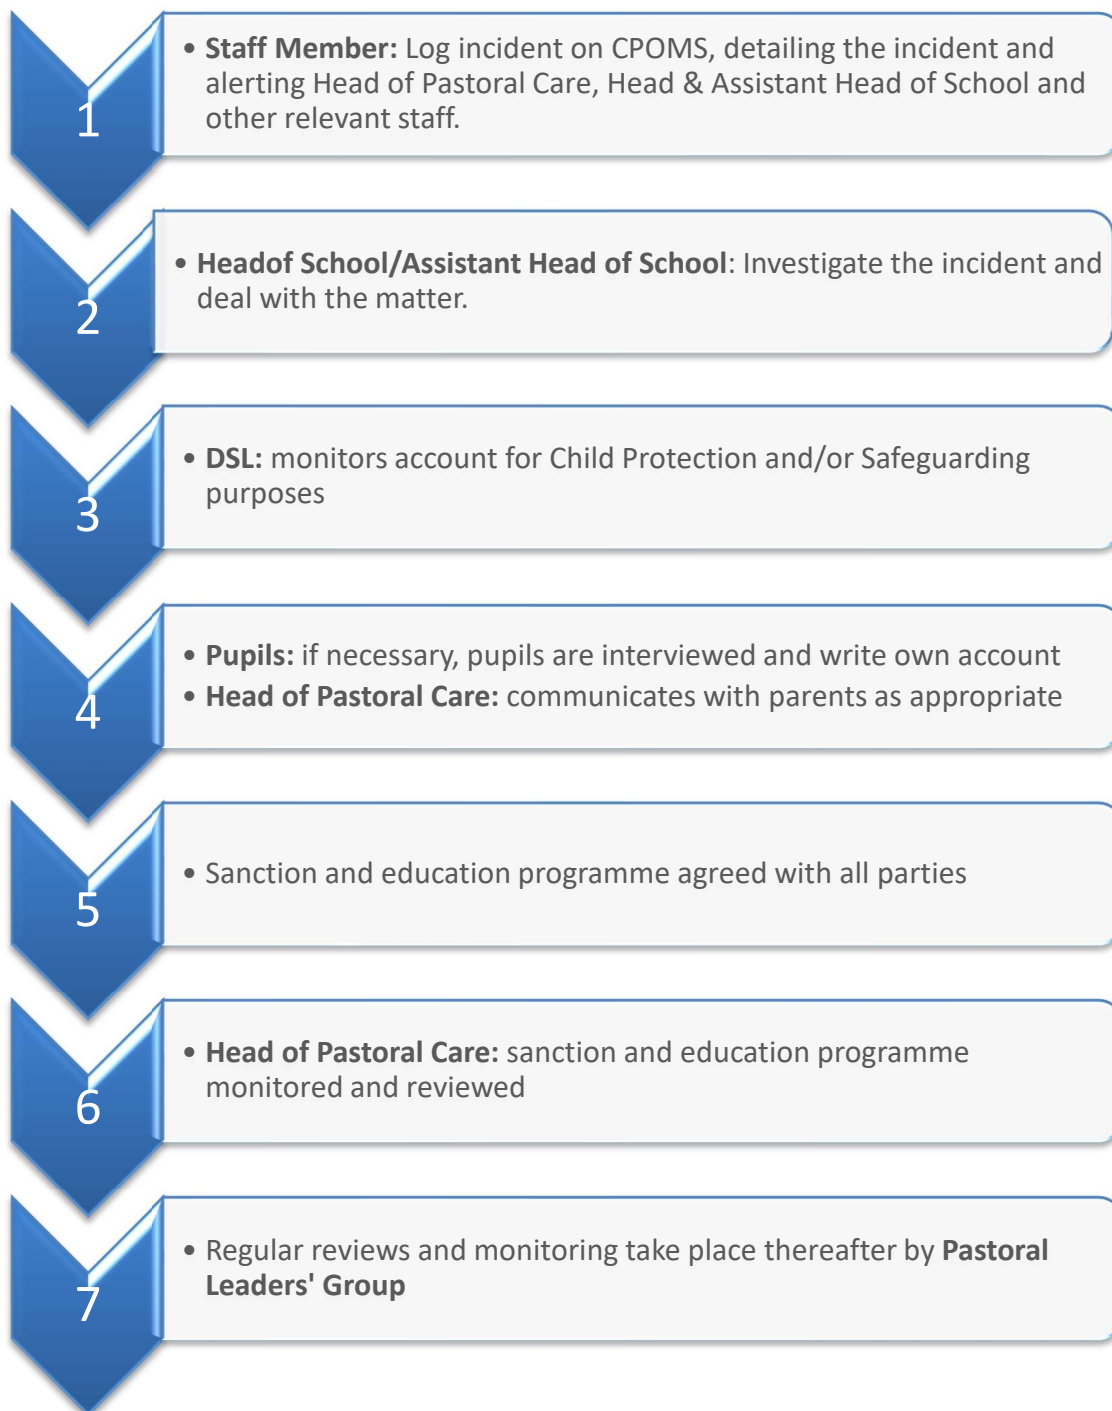 1
• Staff Member: Log incident on CPOMS, detailing the incident and
alerting Head of Pastoral Care, Head & Assistant Head of School and
other relevant staff.
2
• Headof School/Assistant Head of School: Investigate the incident and
deal with the matter.
3
• DSL: monitors account for Child Protection and/or Safeguarding
purposes
4
• Pupils: if necessary, pupils are interviewed and write own account
• Head of Pastoral Care: communicates with parents as appropriate
5
• Sanction and education programme agreed with all parties
6
• Head of Pastoral Care: sanction and education programme
monitored and reviewed
7
• Regular reviews and monitoring take place thereafter by Pastoral
Leaders' Group